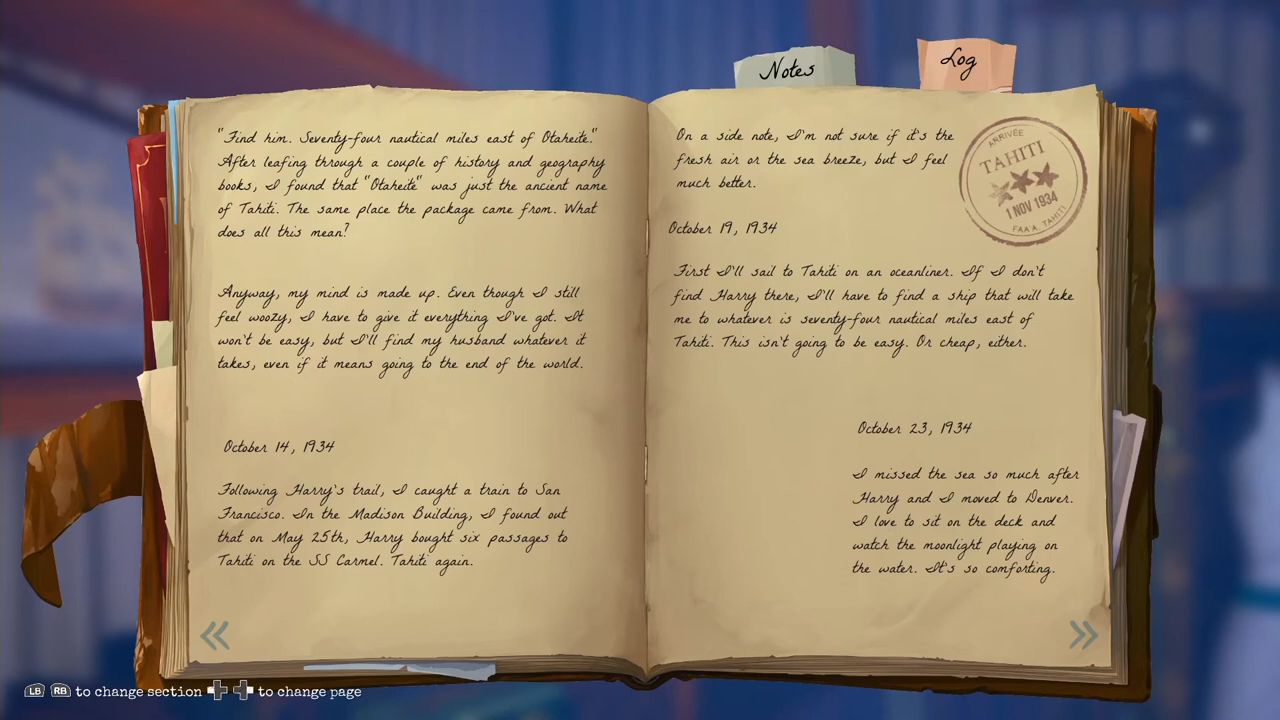 Notes
Log
"Find him. Seventy-four nautical miles east of Otaheite."
After leafing through a couple of history and geography
books, I found that "Otaheite" was just the ancient name
of Tahiti. The same place the package came from. What
does all this mean?
Anyway, my mind is made up. Even though I still
feel woozy, I have to give it everything I've got. It
won't be easy, but I'll find my husband whatever it
takes, even if it means going to the end of the world.
October 14, 1934
Following Harry's trail, I caught a train to San
Francisco. In the Madison Building, I found out
that on May 25th, Harry bought six passages to
Tahiti on the SS Carmel. Tahiti again.
On a side note, I'm not sure if it's the
fresh air or the sea breeze, but I feel
much better.
ARRIVÉE
TAHITI
1 NOV 1934
FAA'A, TAHITI
October 19, 1934
First I'll sail to Tahiti on an oceanliner. If I don't
find Harry there, I'll have to find a ship that will take
me to whatever is seventy-four nautical miles east of
Tahiti. This isn't going to be easy. Or cheap, either.
October 23, 1934
I missed the sea so much after
Harry and I moved to Denver.
I love to sit on the deck and
watch the moonlight playing on
the water. It's so comforting.
LB RB to change section to change page